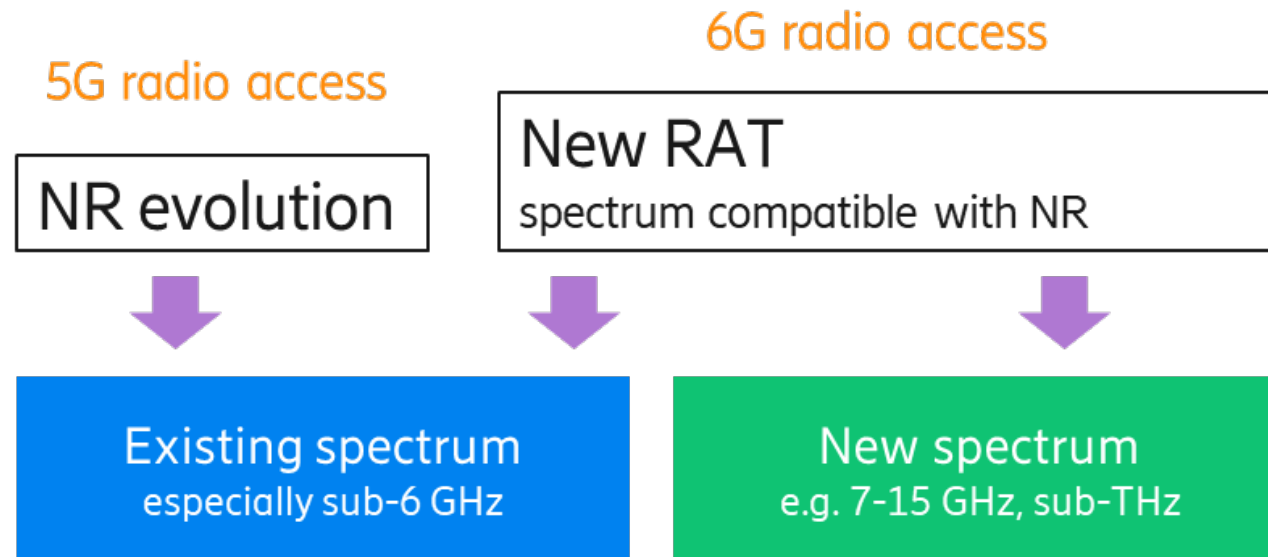 5G radio access
6G radio access
NR evolution
New RAT
spectrum compatible with NR
Existing spectrum
especially sub-6 GHz
New spectrum
e.g. 7-15 GHz, sub-THz